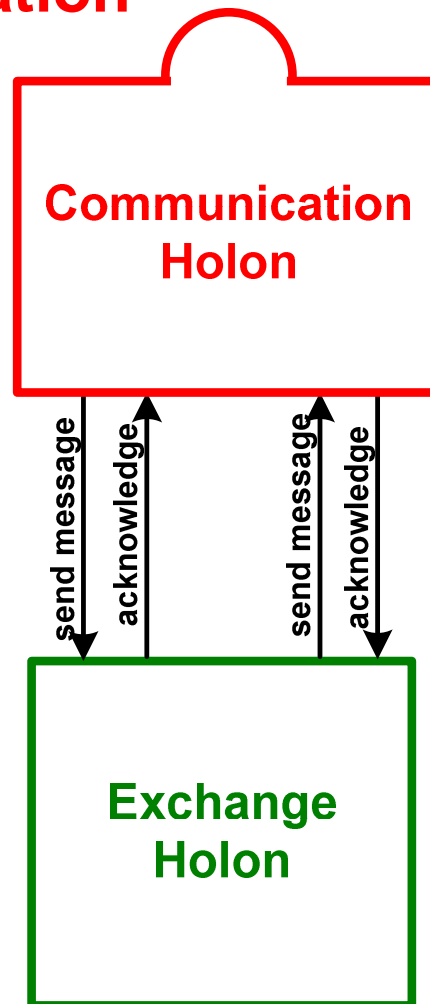 Communication
Holon
send message
acknowledge
send message
acknowledge
Exchange
Holon